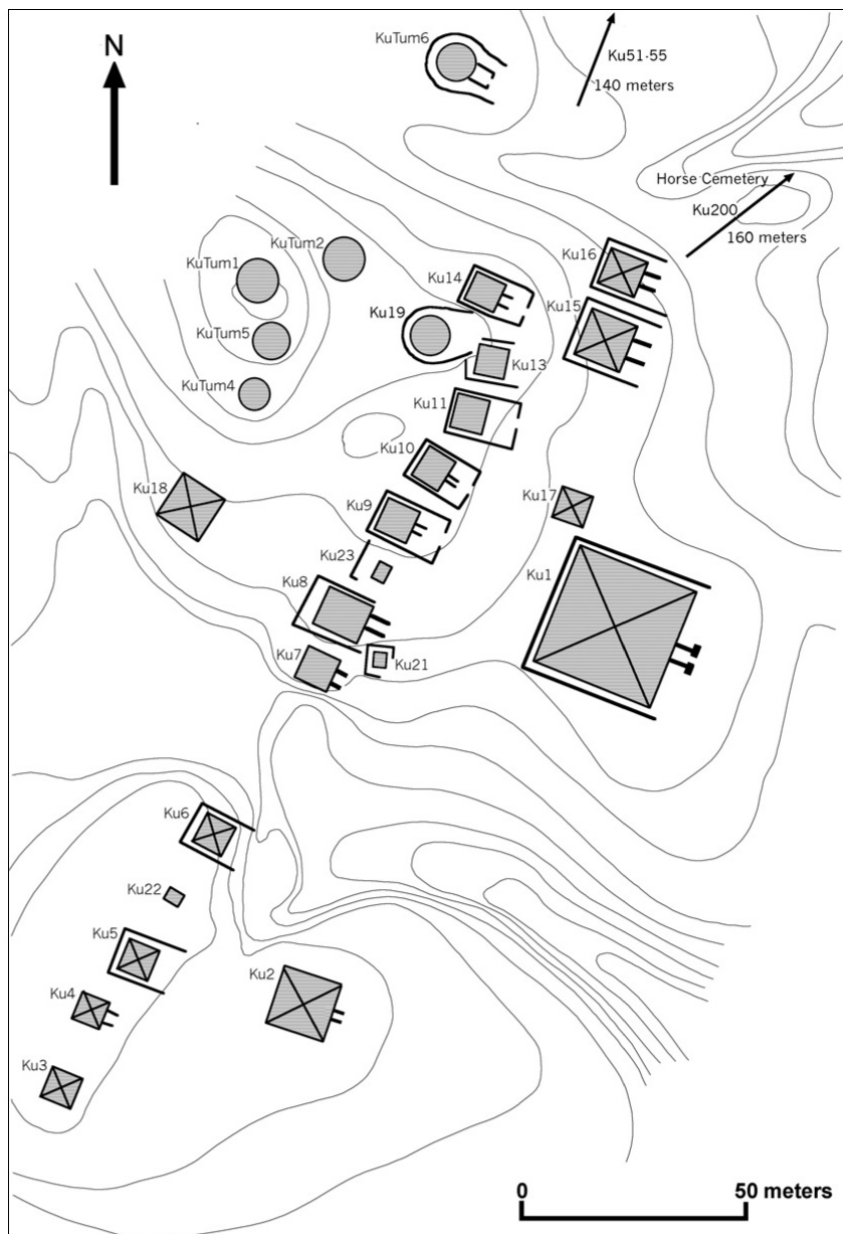 N
KuTum6
Ku51-55
140 meters
Horse Cemetery
Ku200
160 meters
KuTum2
KuTum1
Ku16
Ku14
Ku15
Ku19
KuTum5
Ku13
KuTum4
Ku11
Ku10
Ku18
Ku17
Ku9
Ku23
Ku1
Ku8
Ku7
Ku21
Ku6
Ku22
Ku5
Ku2
Ku4
Ku3
0 50 meters